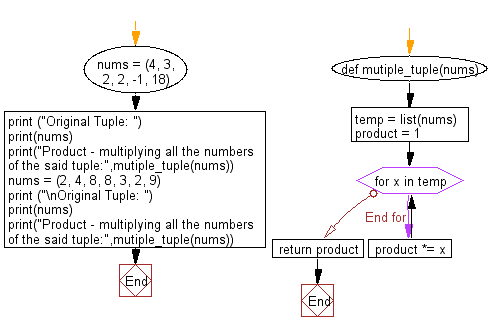 nums = (4, 3,
2, 2, -1, 18)
print ("Original Tuple: ")
print(nums)
print("Product - multiplying all the numbers
of the said tuple:",mutiple_tuple(nums))
nums = (2, 4, 8, 8, 3, 2, 9)
print ("\nOriginal Tuple: ")
print(nums)
print("Product - multiplying all the numbers
of the said tuple:",mutiple_tuple(nums))
End
def mutiple_tuple(nums)
temp = list(nums)
product = 1
for x in temp
End for
return product
product *= x
End